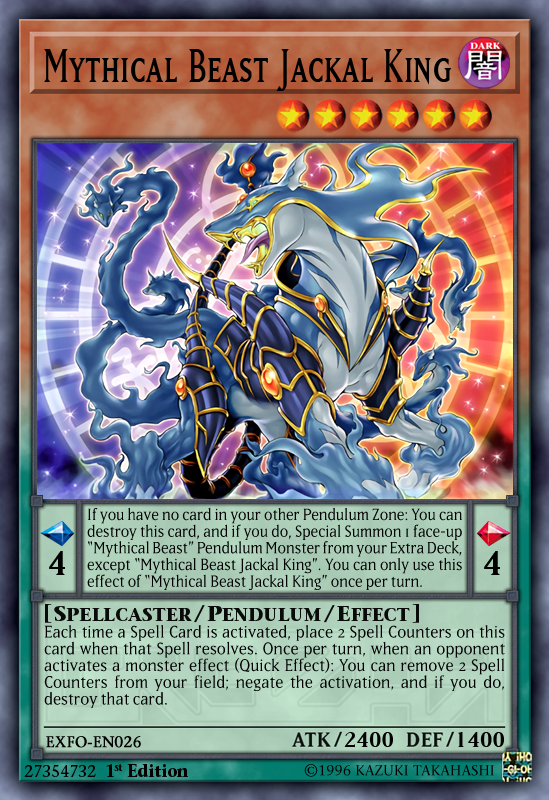 Mythical Beast Jackal King
DARK
闇
If you have no card in your other Pendulum Zone: You can
destroy this card, and if you do, Special Summon 1 face-up
“Mythical Beast” Pendulum Monster from your Extra Deck,
except “Mythical Beast Jackal King”. You can only use this
effect of “Mythical Beast Jackal King” once per turn.
4
4
[Spellcaster/Pendulum/Effect]
Each time a Spell Card is activated, place 2 Spell Counters on this
card when that Spell resolves. Once per turn, when an opponent
activates a monster effect (Quick Effect): You can remove 2 Spell
Counters from your field; negate the activation, and if you do,
destroy that card.
EXFO-EN026
ATK/2400 DEF/1400
27354732 1st Edition
©1996 KAZUKI TAKAHASHI